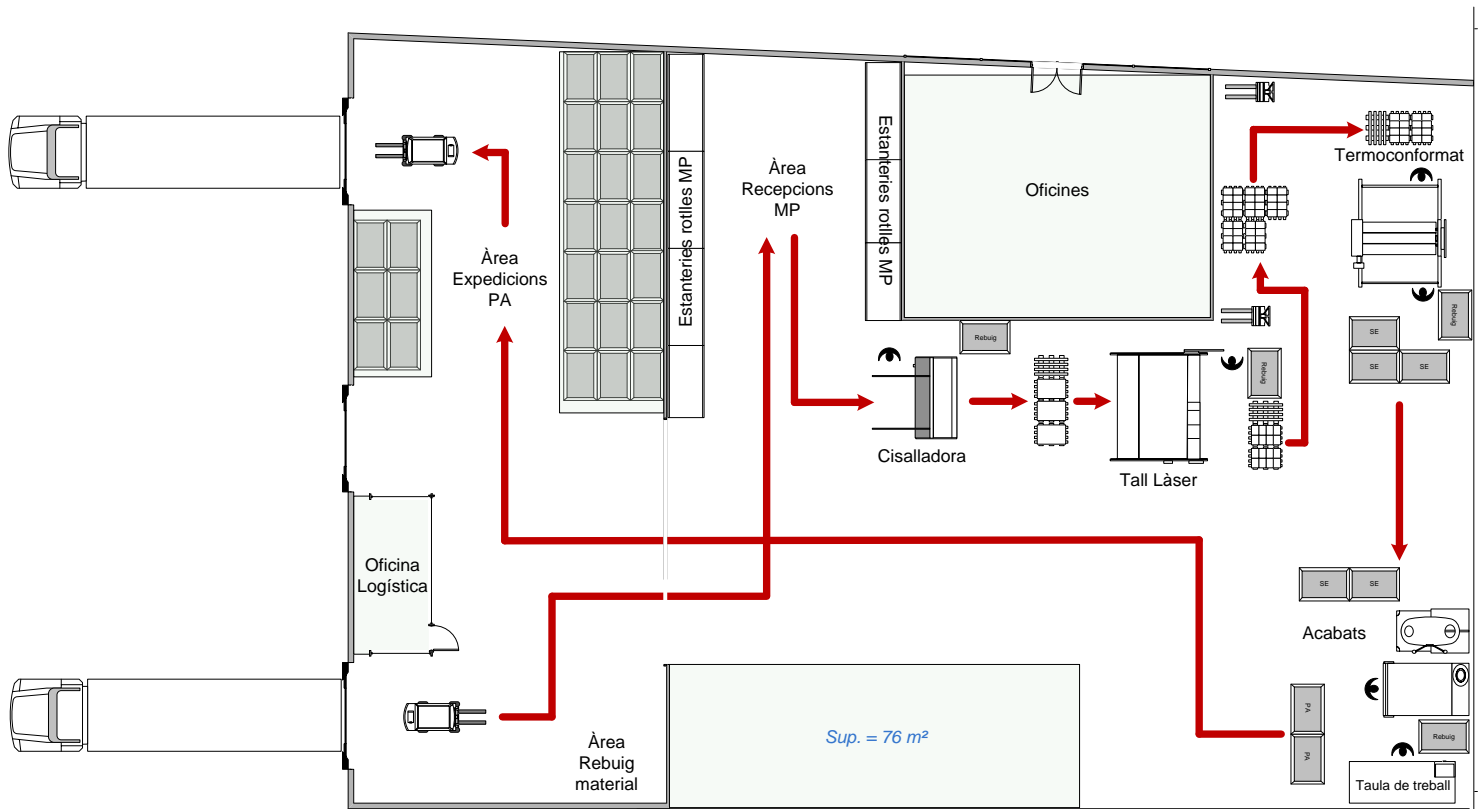 Termoconformat
Àrea
Recepcions
MP
Estanteries rotlles MP
Estanteries rotlles MP
Oficines
Àrea
Expedicions
PA
Rebuig
Rebuig
Rebuig
SE
SE
SE
Cisalladora
Tall Làser
Oficina
Logística
SE
SE
Acabats
PA
PA
Rebuig
Àrea
Rebuig
material
Sup. = 76 m²
Taula de treball